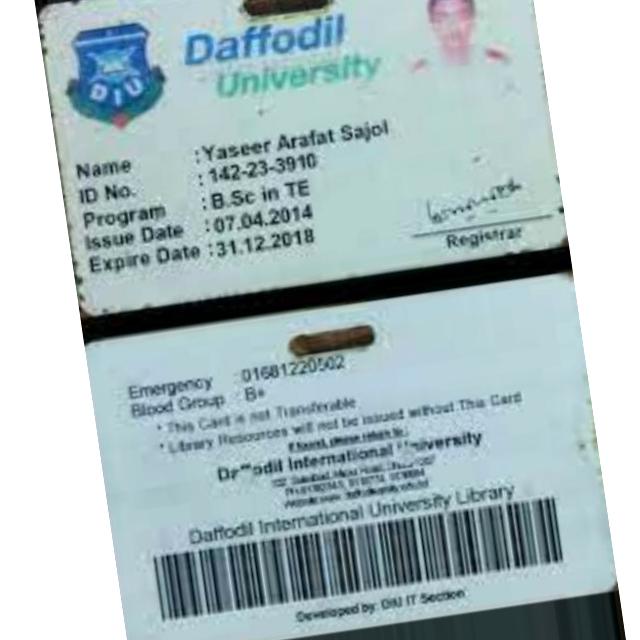 DIU
Daffodil
University
Name : Yaseer Arafat Sajol
ID No. : 142-23-3910
Program : B.Sc in TE
Issue Date : 07.04.2014
Expire Date : 31.12.2018
Registrar
Emergency : 01681220502
Blood Group : B+
* This Card is not Transferable
* Library Resources will not be issued without This Card
If found, please return to:
Daffodil International University
Daffodil International University Library
Developed by: DIU IT Section